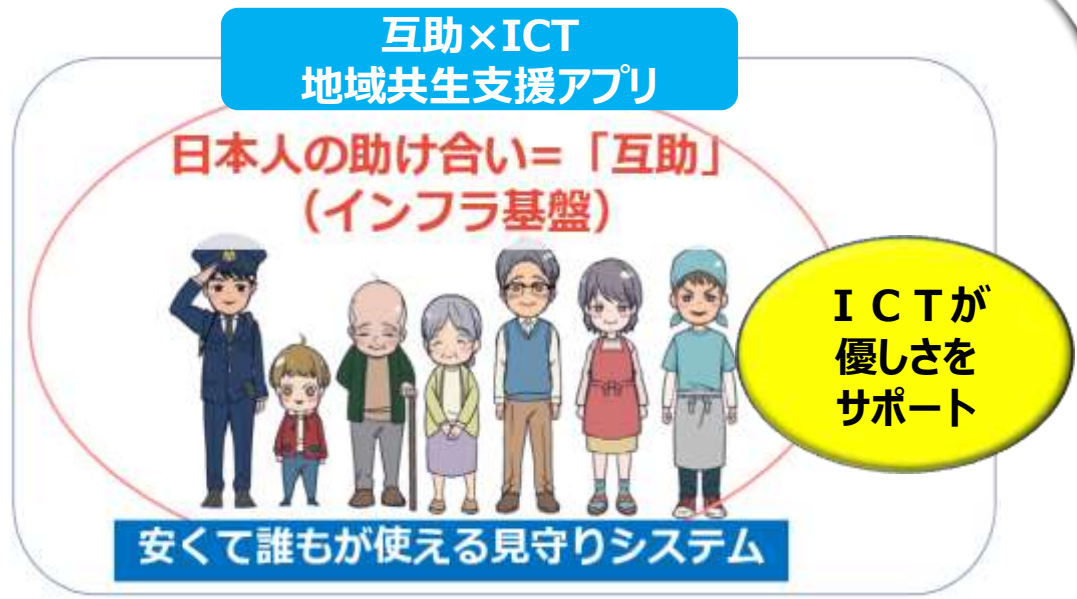 互助×ICT
地域共生支援アプリ
日本人の助け合い＝「互助」
（インフラ基盤）
ＩＣＴが
優しさを
サポート
安くて誰もが使える見守りシステム